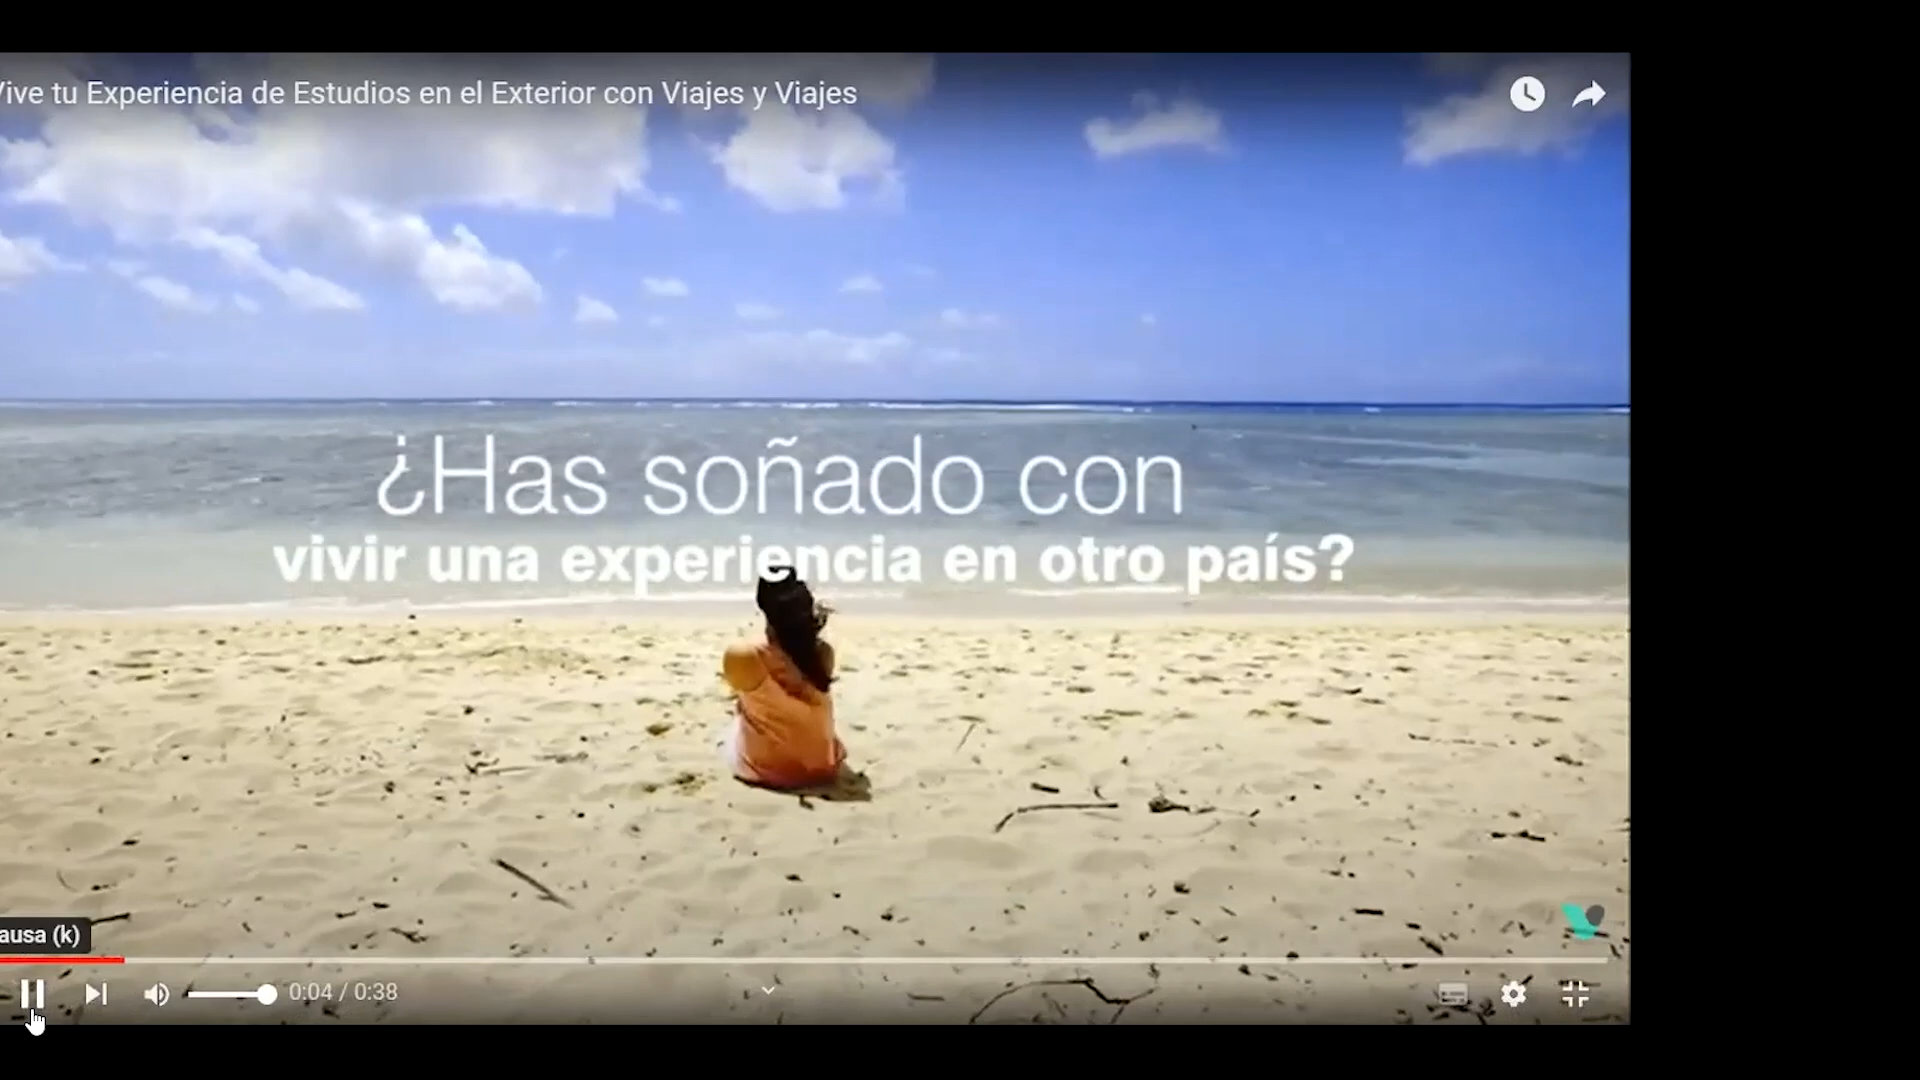 Vive tu Experiencia de Estudios en el Exterior con Viajes y Viajes
¿Has soñado con
vivir una experiencia en otro país?
ausa (k)
0:04 / 0:38